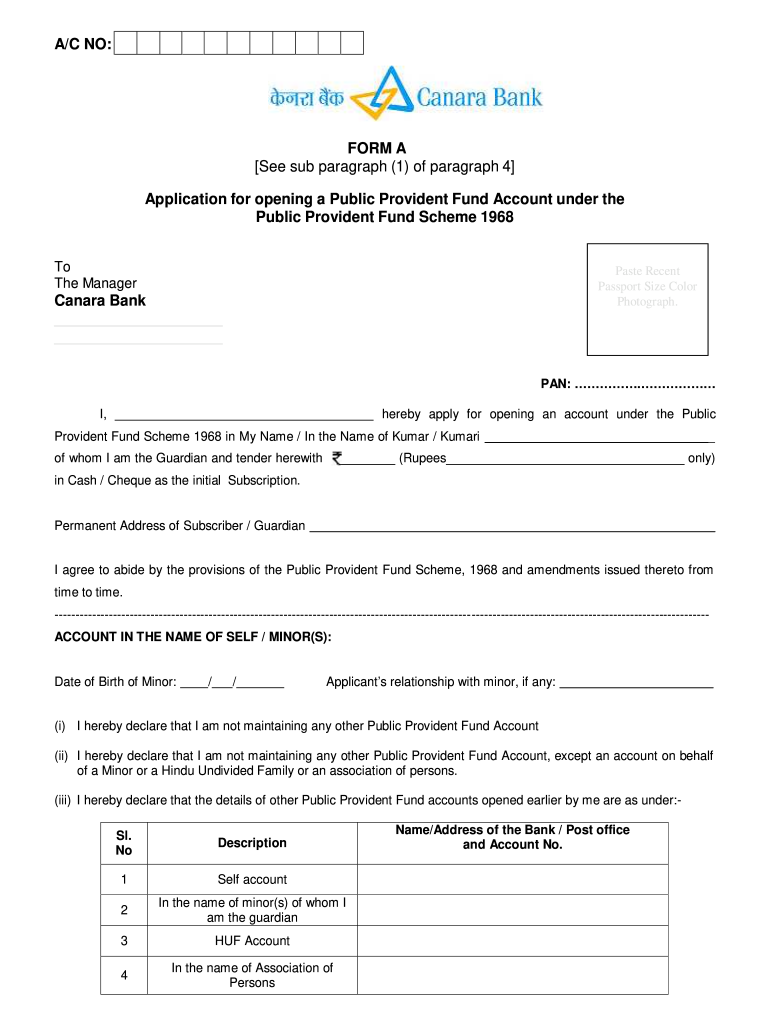 A/C NO:
केनरा बैंक Canara Bank
FORM A
[See sub paragraph (1) of paragraph 4]
Application for opening a Public Provident Fund Account under the
Public Provident Fund Scheme 1968
To
The Manager
Canara Bank
Paste Recent
Passport Size Color
Photograph.
PAN: ……………..………………
I, ________________________________ hereby apply for opening an account under the Public
Provident Fund Scheme 1968 in My Name / In the Name of Kumar / Kumari ____________________________
of whom I am the Guardian and tender herewith ₹_______ (Rupees_____________________________ only)
in Cash / Cheque as the initial Subscription.
Permanent Address of Subscriber / Guardian __________________________________________________
I agree to abide by the provisions of the Public Provident Fund Scheme, 1968 and amendments issued thereto from
time to time.
ACCOUNT IN THE NAME OF SELF / MINOR(S):
Date of Birth of Minor: ____/___/_______ Applicant's relationship with minor, if any: ___________________
(i) I hereby declare that I am not maintaining any other Public Provident Fund Account
(ii) I hereby declare that I am not maintaining any other Public Provident Fund Account, except an account on behalf
of a Minor or a Hindu Undivided Family or an association of persons.
(iii) I hereby declare that the details of other Public Provident Fund accounts opened earlier by me are as under:-
Sl.
No
Description
Name/Address of the Bank / Post office
and Account No.
1 Self account
2 In the name of minor(s) of whom I
am the guardian
3 HUF Account
4 In the name of Association of
Persons